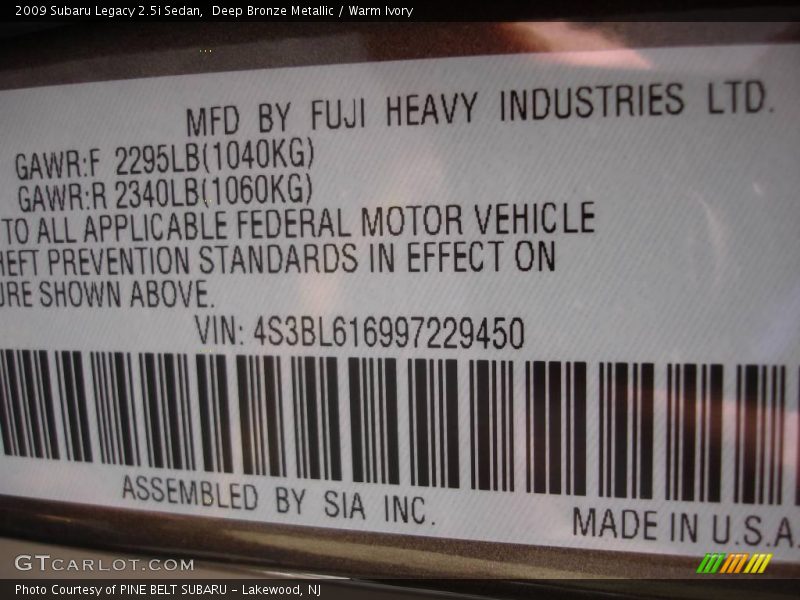 2009 Subaru Legacy 2.5i Sedan,  Deep Bronze Metallic / Warm Ivory
MFD BY FUJI HEAVY INDUSTRIES LTD.
GAWR:F 2295LB(1040KG)
GAWR:R 2340LB(1060KG)
TO ALL APPLICABLE FEDERAL MOTOR VEHICLE
HEFT PREVENTION STANDARDS IN EFFECT ON
URE SHOWN ABOVE.
VIN: 4S3BL616997229450
ASSEMBLED BY SIA INC.
MADE IN U.S.A.
GTCARLOT.COM
Photo Courtesy of PINE BELT SUBARU - Lakewood, NJ